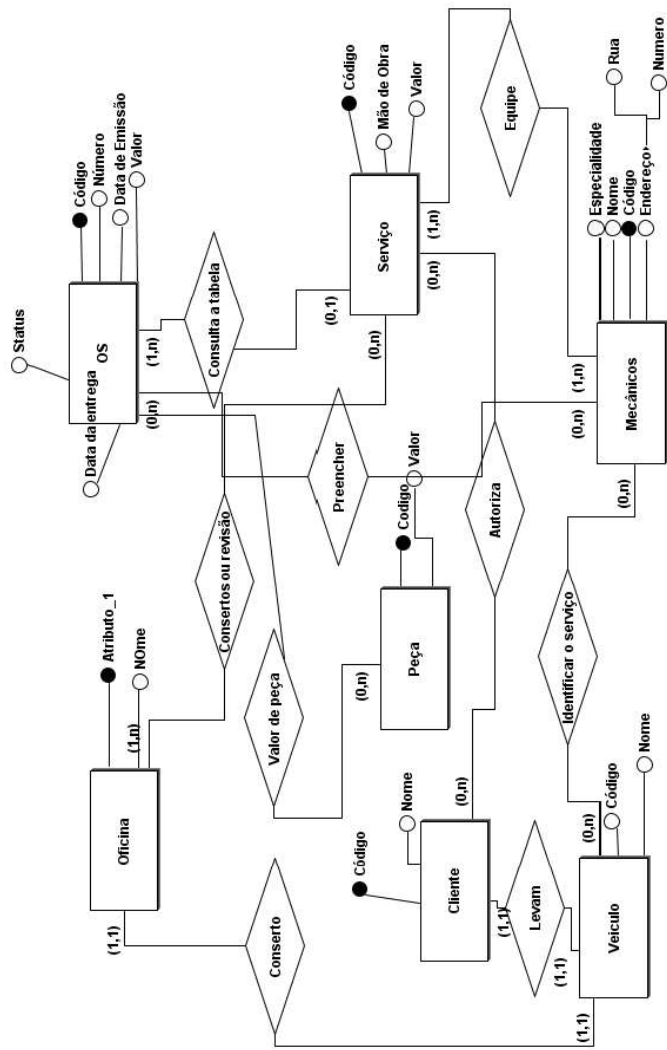 Status
Data da entrega
OS
Código
Número
Data de Emissão
Valor
(1,n)
(0,n)
Consulta a tabela
(0,1)
(0,n)
Serviço
Código
Mão de Obra
Valor
(1,n)
(0,n)
Equipe
Atributo_1
NOme
(1,n)
Oficina
(1,1)
Consertos ou revisão
Valor de peça
Preencher
(0,n)
Peça
Codigo
Valor
Autoriza
Especialidade
Nome
Código
Endereço
Rua
Numero
(1,n)
(0,n)
Mecânicos
(0,n)
Identificar o serviço
Conserto
Código
Nome
Cliente
(0,n)
(1,1)
Levam
(1,1)
(1,1)
(0,n)
Veiculo
Código
Nome